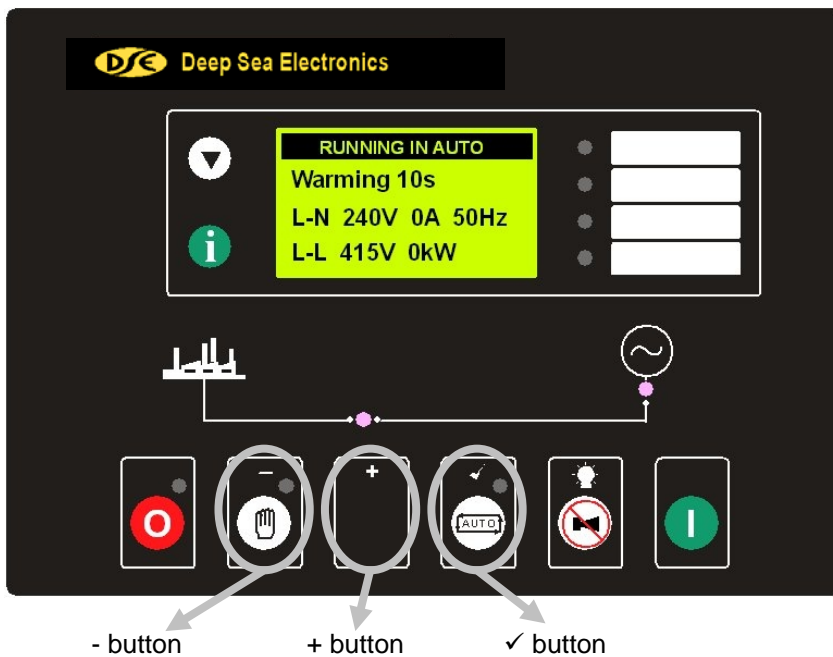 DSE Deep Sea Electronics
RUNNING IN AUTO
Warming 10s
L-N 240V 0A 50Hz
L-L 415V 0kW
i
- + ✓
O AUTO I
- button + button ✓ button